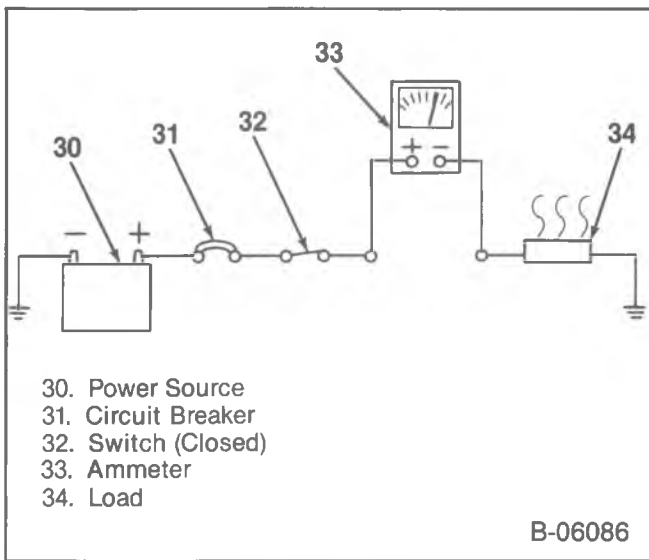 33
31
32
30
34
- +
+ -
30. Power Source
31. Circuit Breaker
32. Switch (Closed)
33. Ammeter
34. Load
B-06086